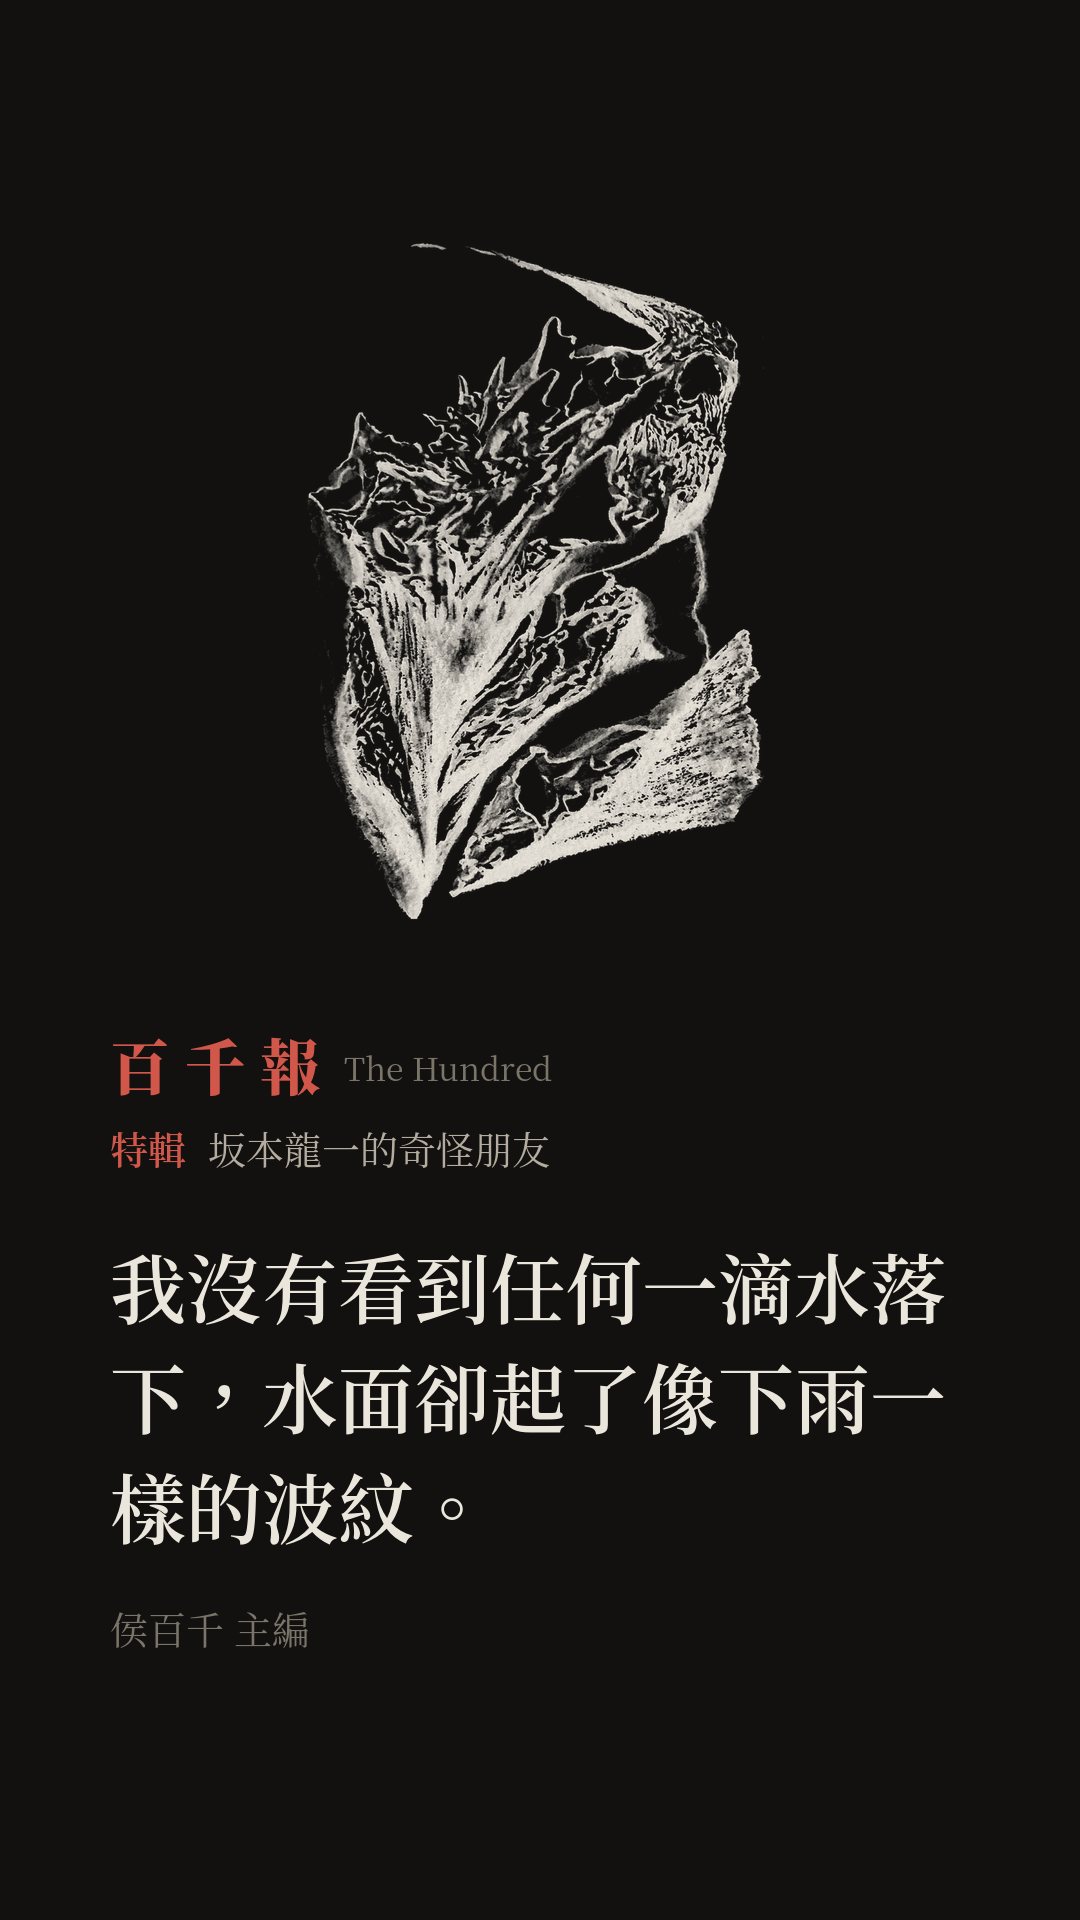 百千報 The Hundred
特輯 坂本龍一的奇怪朋友
我沒有看到任何一滴水落
下，水面卻起了像下雨一
樣的波紋。
侯百千 主編